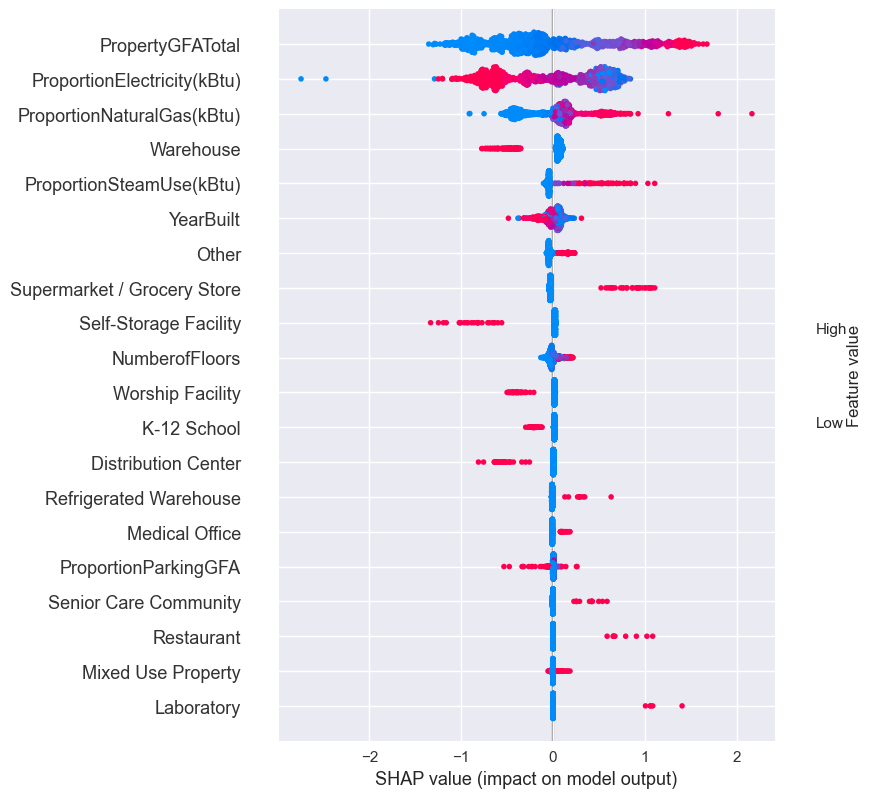 PropertyGFATotal
ProportionElectricity(kBtu)
ProportionNaturalGas(kBtu)
Warehouse
ProportionSteamUse(kBtu)
YearBuilt
Other
Supermarket / Grocery Store
Self-Storage Facility
NumberofFloors
Worship Facility
K-12 School
Distribution Center
Refrigerated Warehouse
Medical Office
ProportionParkingGFA
Senior Care Community
Restaurant
Mixed Use Property
Laboratory
−2 −1 0 1 2
SHAP value (impact on model output)
High
Low
Feature value